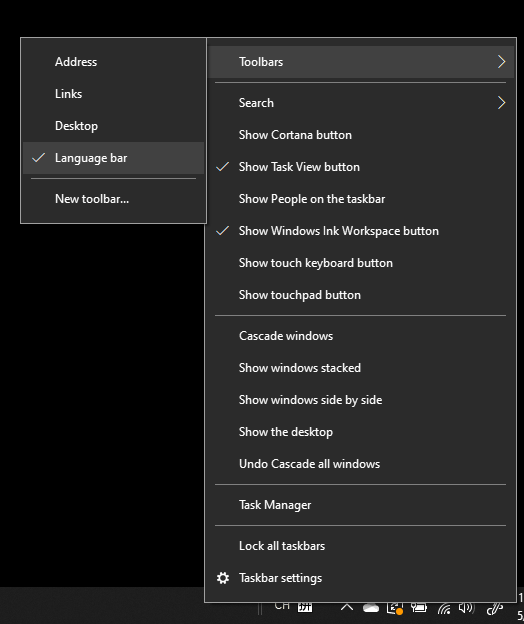 Address
Links
Desktop
Language bar
New toolbar...
Toolbars
Search
Show Cortana button
Show Task View button
Show People on the taskbar
Show Windows Ink Workspace button
Show touch keyboard button
Show touchpad button
Cascade windows
Show windows stacked
Show windows side by side
Show the desktop
Undo Cascade all windows
Task Manager
Lock all taskbars
Taskbar settings
CH 拼